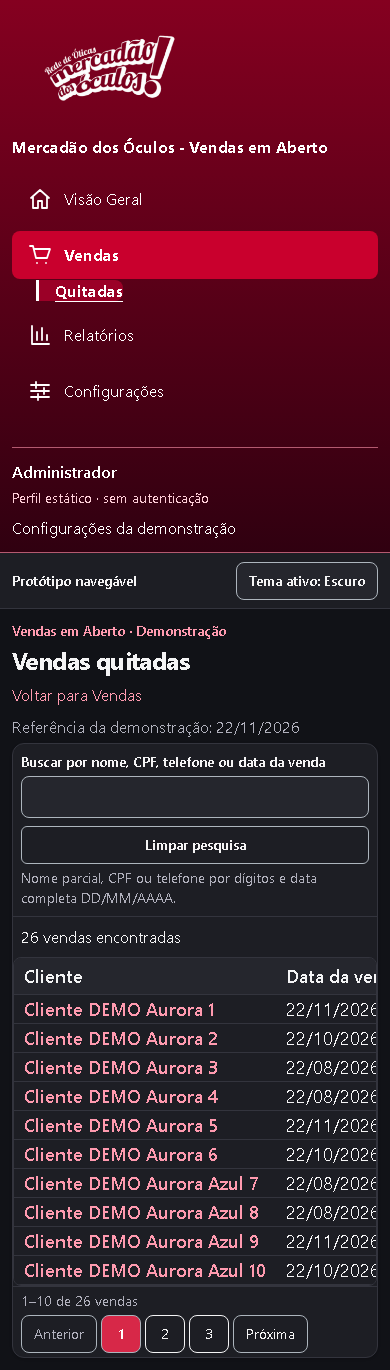 Rede de Óticas
mercadão
dos óculos!
Mercadão dos Óculos - Vendas em Aberto
Visão Geral
Vendas
Quitadas
Relatórios
Configurações
Administrador
Perfil estático · sem autenticação
Configurações da demonstração
Protótipo navegável
Tema ativo: Escuro
Vendas em Aberto · Demonstração
Vendas quitadas
Voltar para Vendas
Referência da demonstração: 22/11/2026
Buscar por nome, CPF, telefone ou data da venda
Limpar pesquisa
Nome parcial, CPF ou telefone por dígitos e data
completa DD/MM/AAAA.
26 vendas encontradas
Cliente Data da ven
Cliente DEMO Aurora 1 22/11/2026
Cliente DEMO Aurora 2 22/10/2026
Cliente DEMO Aurora 3 22/08/2026
Cliente DEMO Aurora 4 22/08/2026
Cliente DEMO Aurora 5 22/11/2026
Cliente DEMO Aurora 6 22/10/2026
Cliente DEMO Aurora Azul 7 22/08/2026
Cliente DEMO Aurora Azul 8 22/08/2026
Cliente DEMO Aurora Azul 9 22/11/2026
Cliente DEMO Aurora Azul 10 22/10/2026
1–10 de 26 vendas
Anterior 1 2 3 Próxima